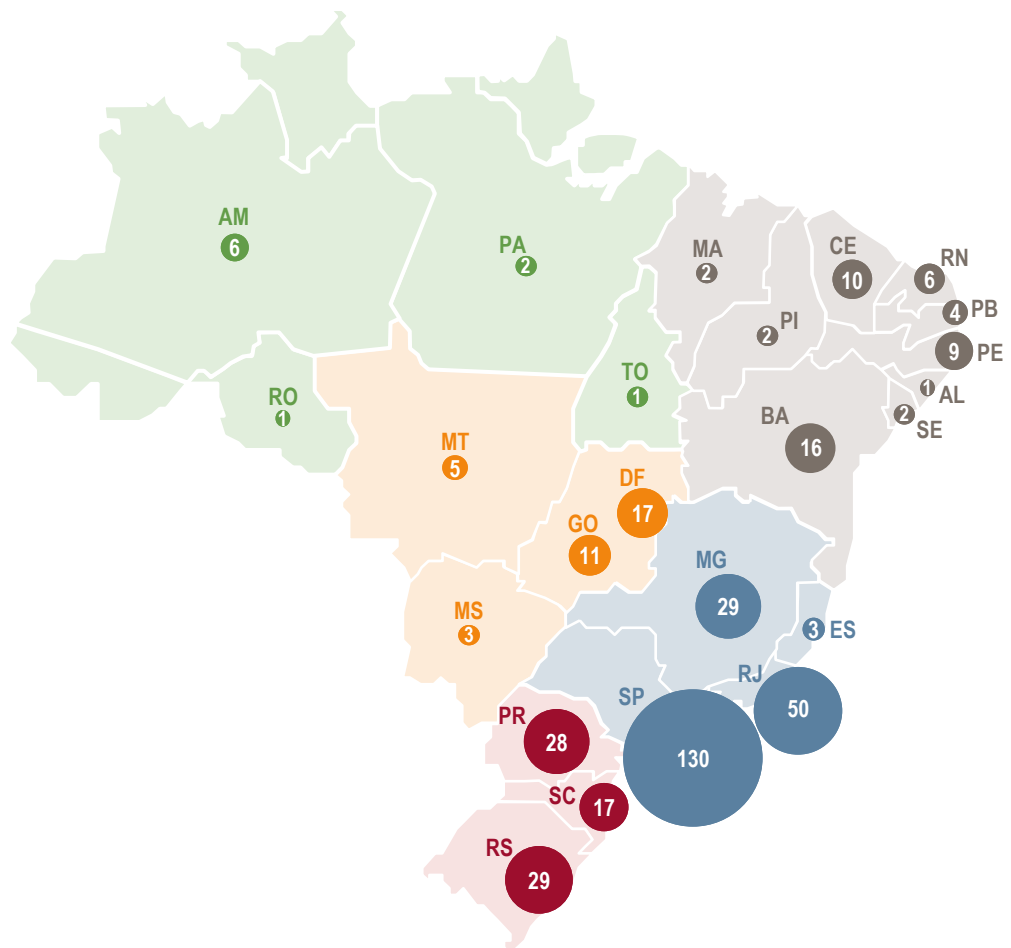 AM
6
PA
2
MA
2
CE
10
RN
6
PB
4
PI
2
PE
9
AL
1
SE
2
TO
1
RO
1
BA
16
MT
5
DF
17
GO
11
MG
29
MS
3
ES
3
RJ
50
SP
130
PR
28
SC
17
RS
29